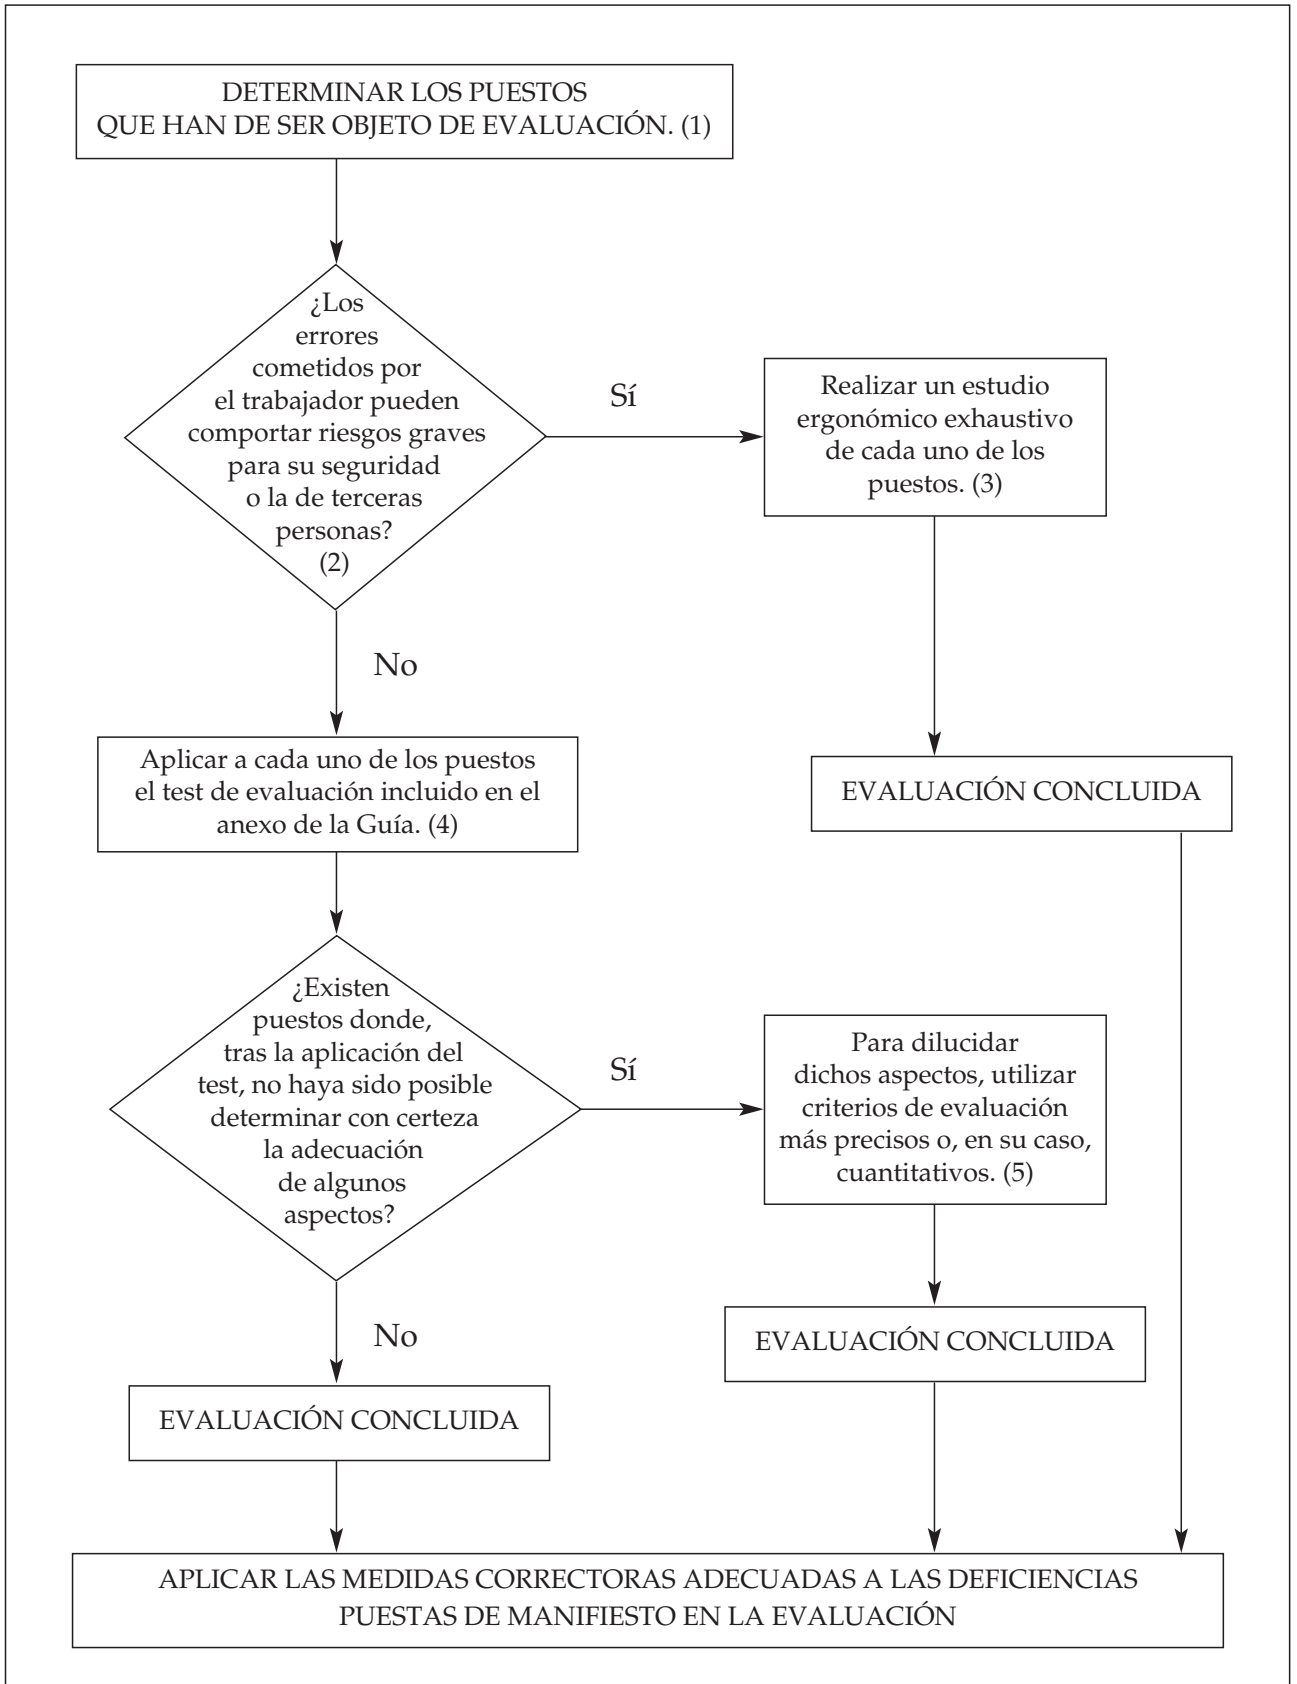 DETERMINAR LOS PUESTOS
QUE HAN DE SER OBJETO DE EVALUACIÓN. (1)
¿Los
errores
cometidos por
el trabajador pueden
comportar riesgos graves
para su seguridad
o la de terceras
personas?
(2)
Sí
Realizar un estudio
ergonómico exhaustivo
de cada uno de los
puestos. (3)
No
Aplicar a cada uno de los puestos
el test de evaluación incluido en el
anexo de la Guía. (4)
EVALUACIÓN CONCLUIDA
¿Existen
puestos donde,
tras la aplicación del
test, no haya sido posible
determinar con certeza
la adecuación
de algunos
aspectos?
Sí
Para dilucidar
dichos aspectos, utilizar
criterios de evaluación
más precisos o, en su caso,
cuantitativos. (5)
No
EVALUACIÓN CONCLUIDA
EVALUACIÓN CONCLUIDA
APLICAR LAS MEDIDAS CORRECTORAS ADECUADAS A LAS DEFICIENCIAS
PUESTAS DE MANIFIESTO EN LA EVALUACIÓN